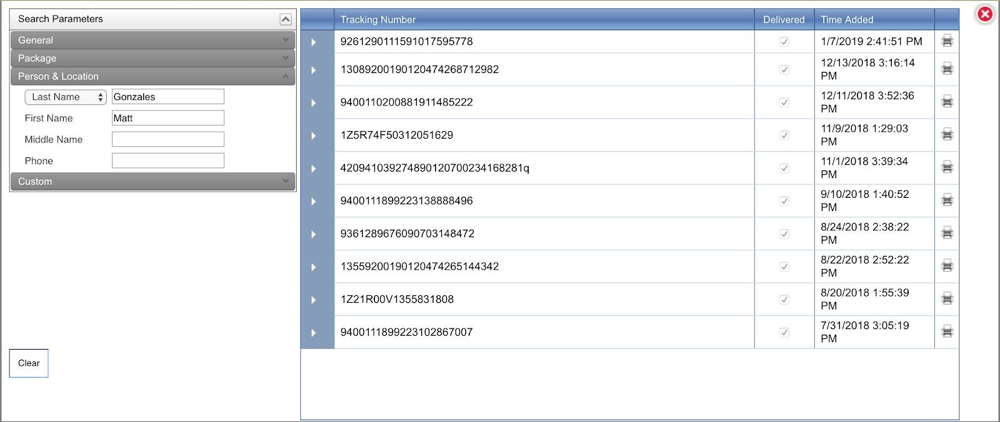 Search Parameters
General
Package
Person & Location
Last Name Gonzales
First Name Matt
Middle Name
Phone
Custom
Clear
Tracking Number Delivered Time Added
9261290111591017595778 1/7/2019 2:41:51 PM
13089200190120474268712982 12/13/2018 3:16:14
PM
9400110200881911485222 12/11/2018 3:52:36
PM
1Z5R74F50312051629 11/9/2018 1:29:03
PM
420941039274890120700234168281q 11/1/2018 3:39:34
PM
9400111899223138888496 9/10/2018 1:40:52
PM
9361289676090703148472 8/24/2018 2:38:22
PM
13559200190120474265144342 8/22/2018 2:52:22
PM
1Z21R00V1355831808 8/20/2018 1:55:39
PM
9400111899223102867007 7/31/2018 3:05:19
PM